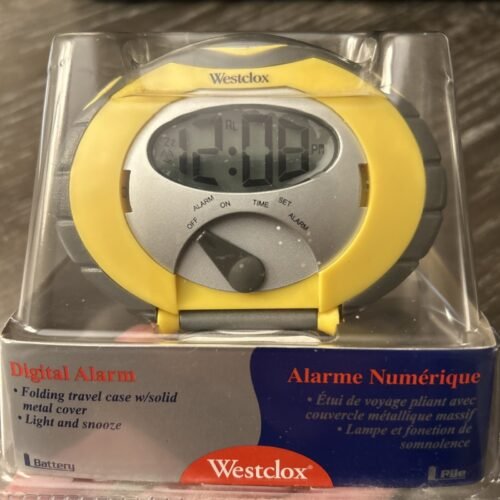 Westclox
AL
12:08
PM
ALARM
ON
TIME
SET
OFF
ALARM
Digital Alarm
• Folding travel case w/solid
metal cover
• Light and snooze
Battery
Alarme Numérique
• Étui de voyage pliant avec
couvercle métallique massif
• Lampe et fonetion de
somnolence
Pile
Westclox®